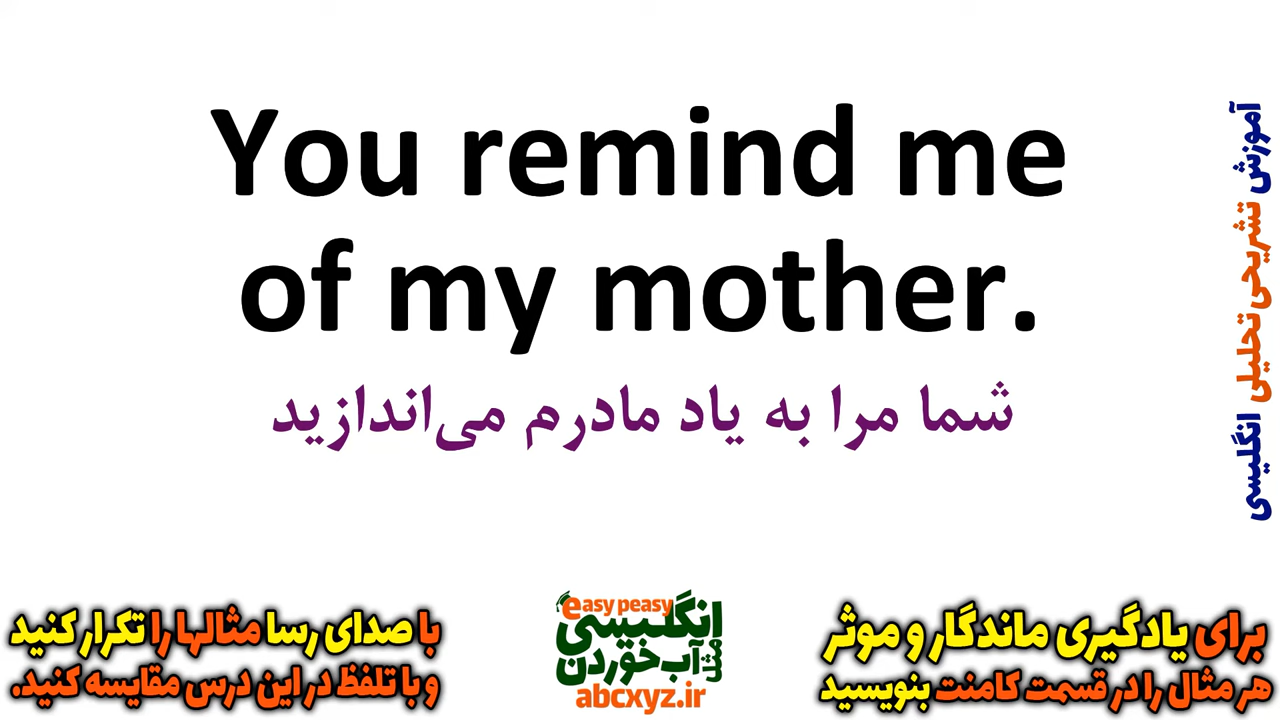 You remind me
of my mother.
شما مرا به یاد مادرم می‌اندازید
آموزش تشریحی تحلیلی انگلیسی
برای یادگیری ماندگار و موثر
هر مثال را در قسمت کامنت بنویسید
easy peasy
انگلیسی
مثل
آب خوردن
abcxyz.ir
با صدای رسا مثالها را تکرار کنید
و با تلفظ در این درس مقایسه کنید.